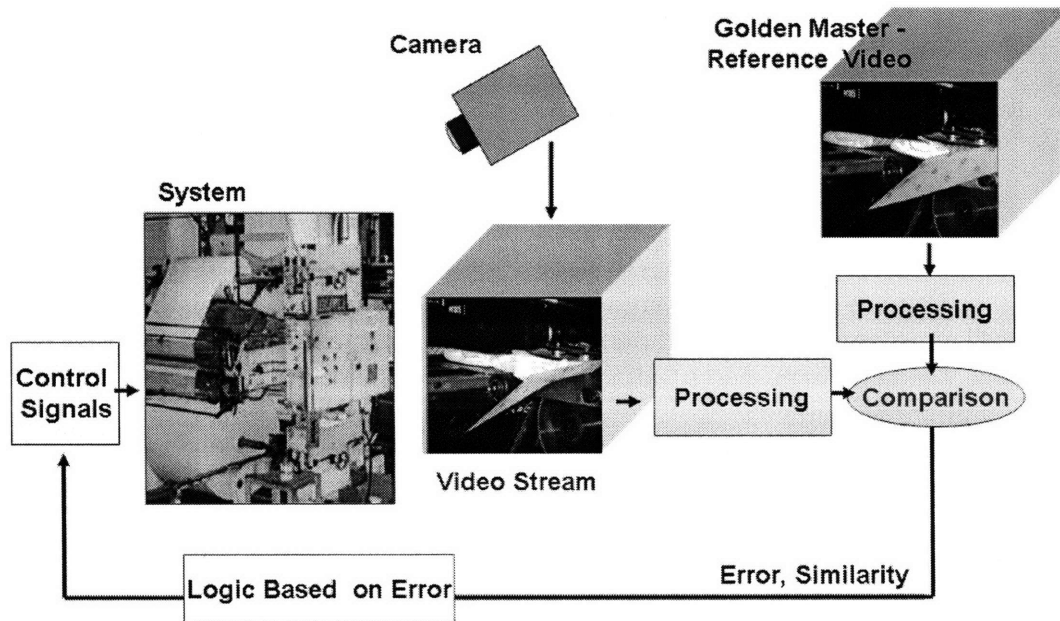 Camera
Golden Master -
Reference Video
System
Processing
Control
Signals
Processing
Comparison
Video Stream
Error, Similarity
Logic Based on Error